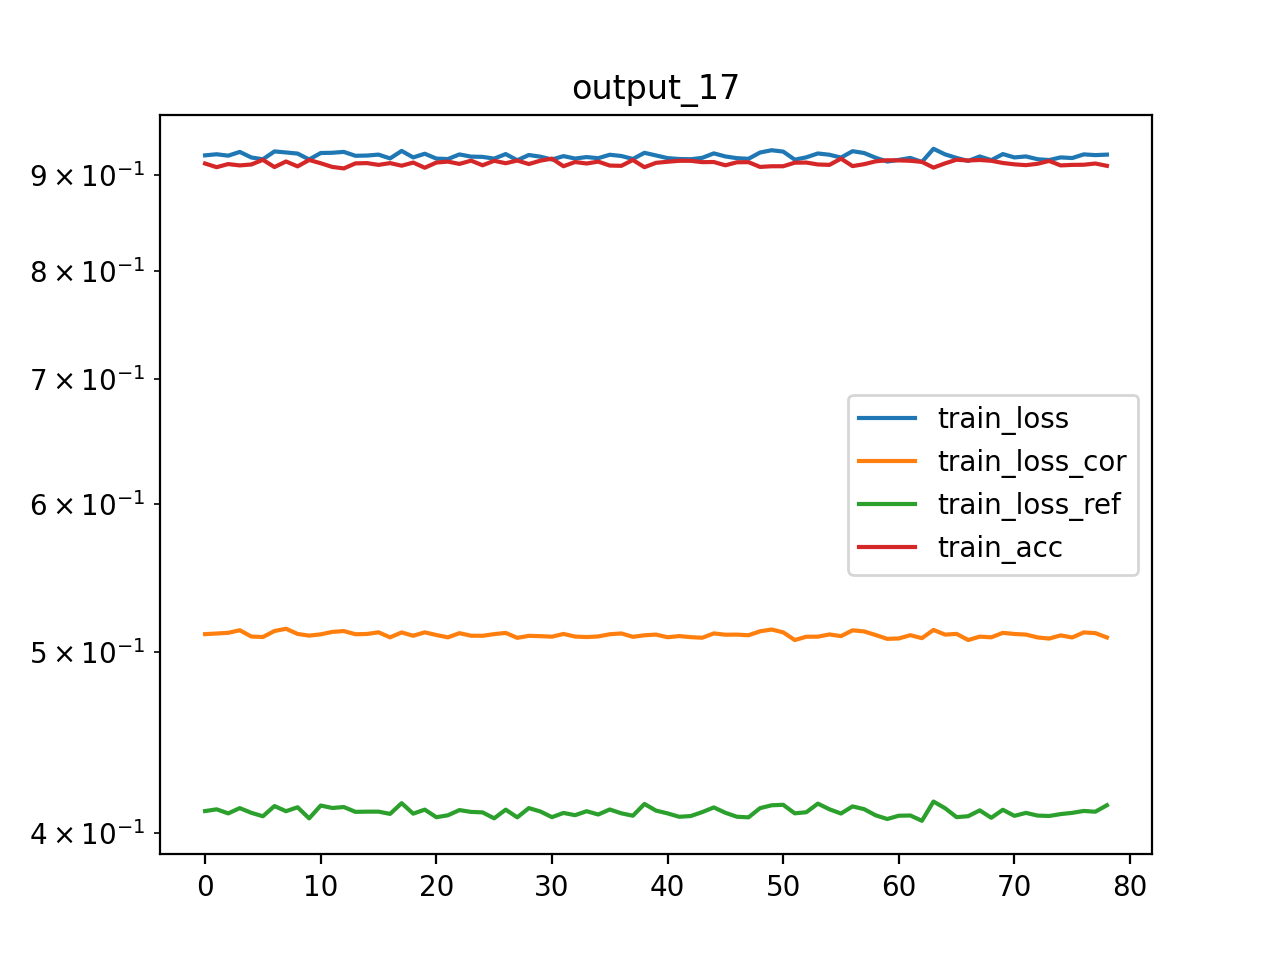 output_17
9 × 10⁻¹
8 × 10⁻¹
7 × 10⁻¹
6 × 10⁻¹
5 × 10⁻¹
4 × 10⁻¹
train_loss
train_loss_cor
train_loss_ref
train_acc
0 10 20 30 40 50 60 70 80